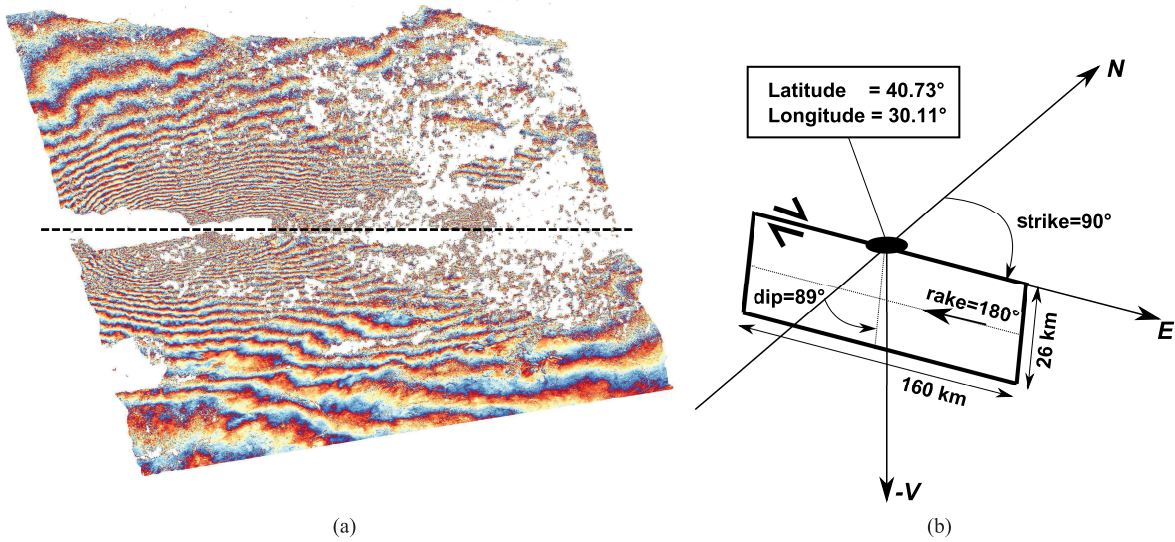 N
Latitude = 40.73°
Longitude = 30.11°
strike=90°
dip=89°
rake=180°
E
26 km
160 km
-V
(a)
(b)